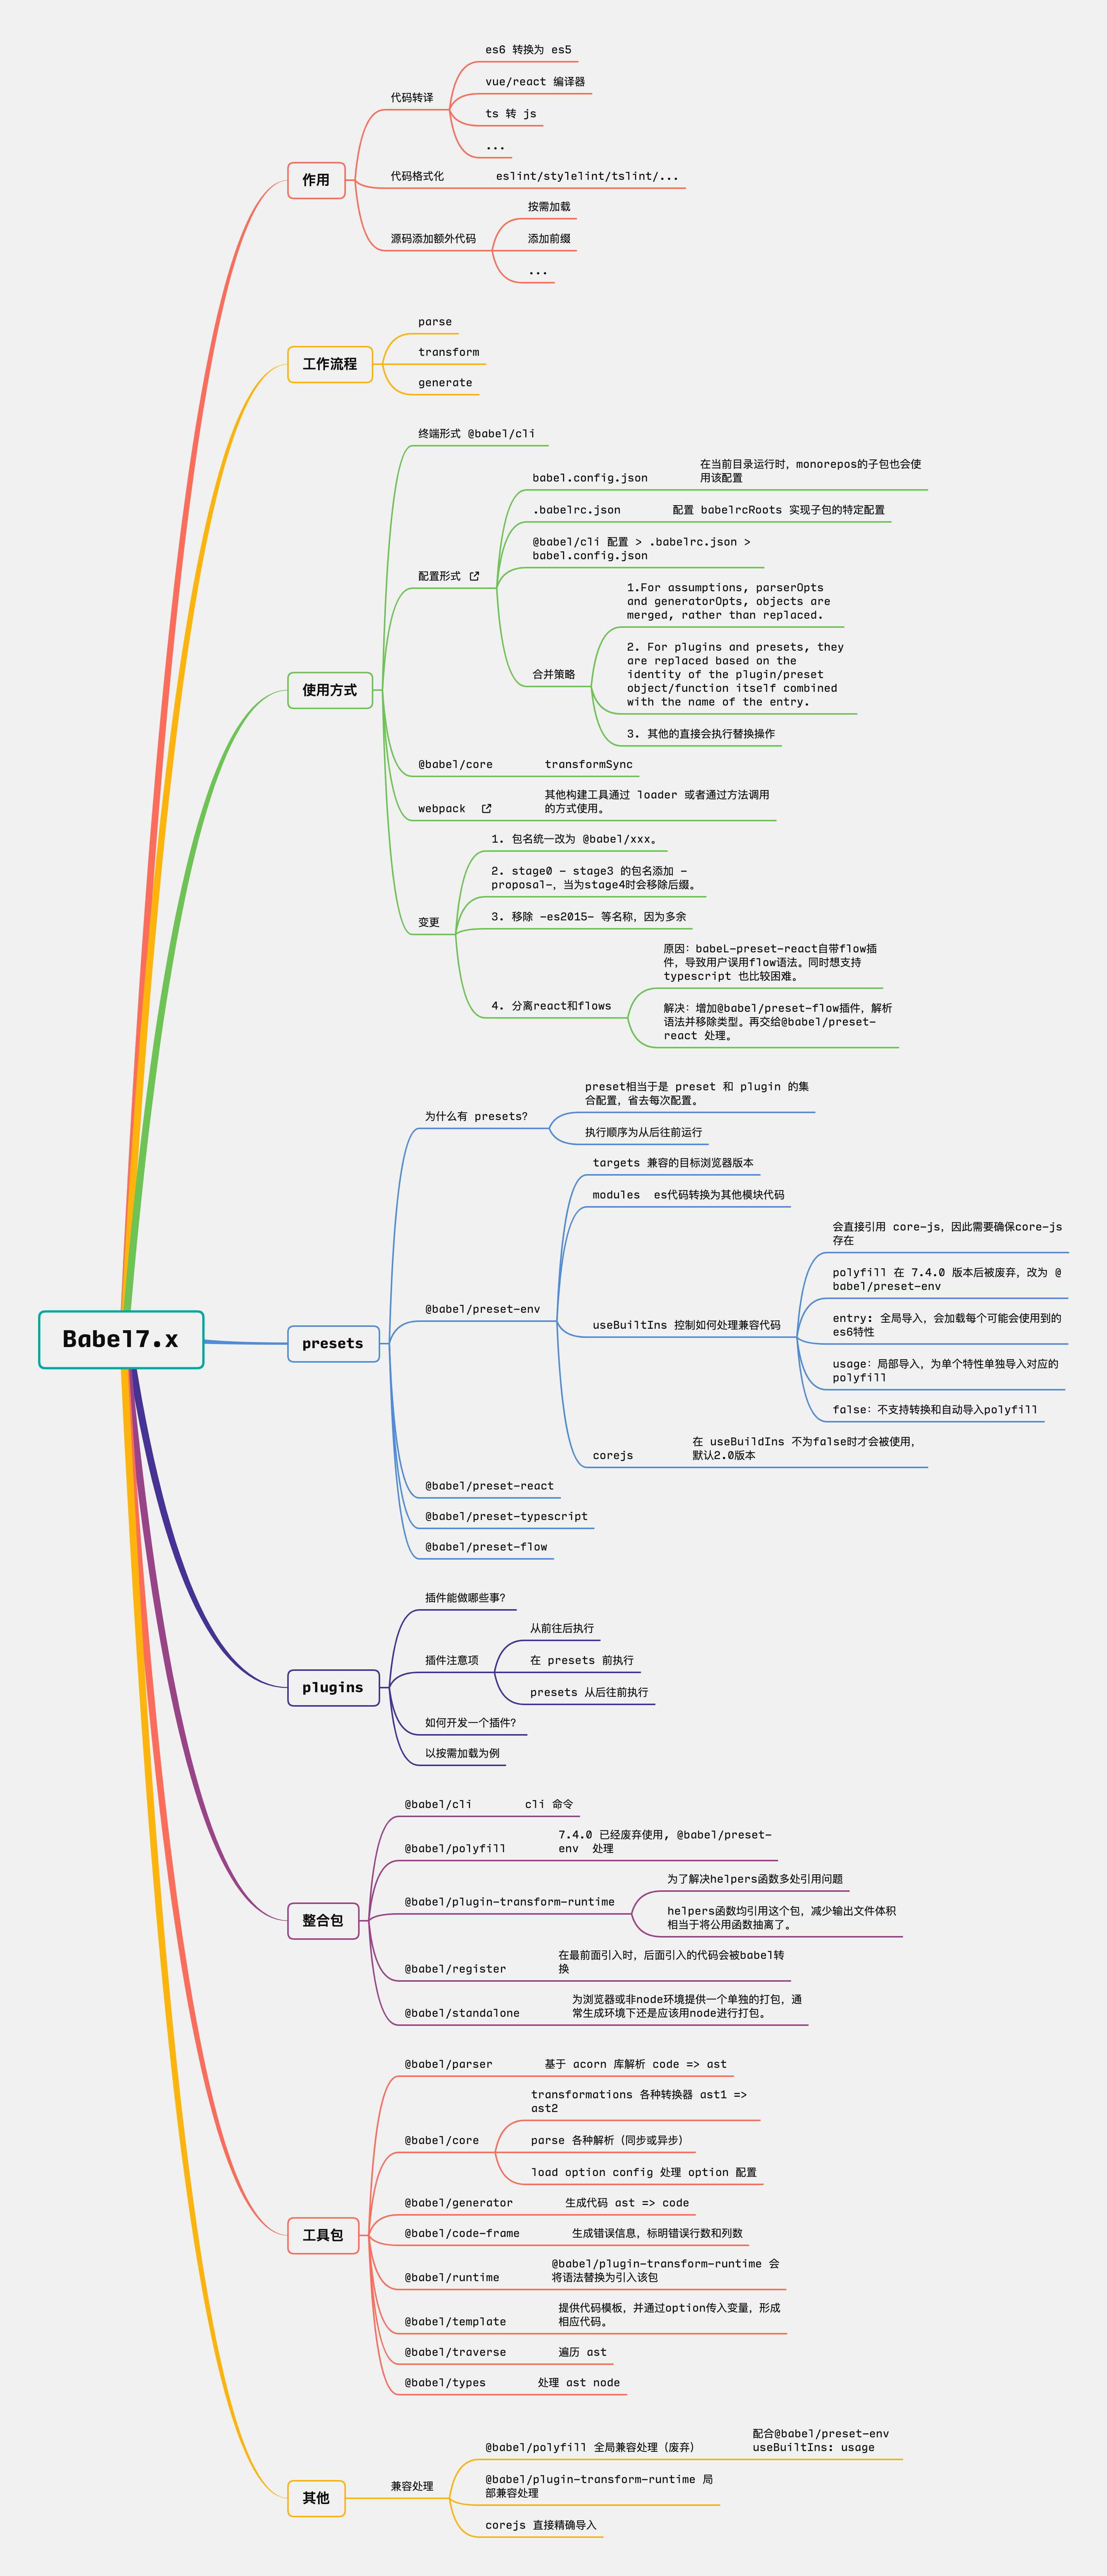 Babel7.x
作用
代码转译
es6 转换为 es5
vue/react 编译器
ts 转 js
...
代码格式化
eslint/stylelint/tslint/...
源码添加额外代码
按需加载
添加前缀
...
工作流程
parse
transform
generate
使用方式
终端形式 @babel/cli
配置形式
babel.config.json
在当前目录运行时，monorepos的子包也会使
用该配置
.babelrc.json
配置 babelrcRoots 实现子包的特定配置
@babel/cli 配置 > .babelrc.json >
babel.config.json
合并策略
1.For assumptions, parserOpts
and generatorOpts, objects are
merged, rather than replaced.
2. For plugins and presets, they
are replaced based on the
identity of the plugin/preset
object/function itself combined
with the name of the entry.
3. 其他的直接会执行替换操作
@babel/core
transformSync
webpack
其他构建工具通过 loader 或者通过方法调用
的方式使用。
变更
1. 包名统一改为 @babel/xxx。
2. stage0 - stage3 的包名添加 -
proposal-，当为stage4时会移除后缀。
3. 移除 -es2015- 等名称，因为多余
4. 分离react和flows
原因：babeL-preset-react自带flow插
件，导致用户误用flow语法。同时想支持
typescript 也比较困难。
解决：增加@babel/preset-flow插件，解析
语法并移除类型。再交给@babel/preset-
react 处理。
presets
为什么有 presets?
preset相当于是 preset 和 plugin 的集
合配置，省去每次配置。
执行顺序为从后往前运行
@babel/preset-env
targets 兼容的目标浏览器版本
modules  es代码转换为其他模块代码
useBuiltIns 控制如何处理兼容代码
会直接引用 core-js，因此需要确保core-js
存在
polyfill 在 7.4.0 版本后被废弃，改为 @
babel/preset-env
entry: 全局导入，会加载每个可能会使用到的
es6特性
usage：局部导入，为单个特性单独导入对应的
polyfill
false：不支持转换和自动导入polyfill
corejs
在 useBuildIns 不为false时才会被使用，
默认2.0版本
@babel/preset-react
@babel/preset-typescript
@babel/preset-flow
plugins
插件能做哪些事?
插件注意项
从前往后执行
在 presets 前执行
presets 从后往前执行
如何开发一个插件?
以按需加载为例
整合包
@babel/cli
cli 命令
@babel/polyfill
7.4.0 已经废弃使用, @babel/preset-
env  处理
@babel/plugin-transform-runtime
为了解决helpers函数多处引用问题
helpers函数均引用这个包，减少输出文件体积
相当于将公用函数抽离了。
@babel/register
在最前面引入时，后面引入的代码会被babel转
换
@babel/standalone
为浏览器或非node环境提供一个单独的打包，通
常生成环境下还是应该用node进行打包。
工具包
@babel/parser
基于 acorn 库解析 code => ast
@babel/core
transformations 各种转换器 ast1 =>
ast2
parse 各种解析（同步或异步）
load option config 处理 option 配置
@babel/generator
生成代码 ast => code
@babel/code-frame
生成错误信息，标明错误行数和列数
@babel/runtime
@babel/plugin-transform-runtime 会
将语法替换为引入该包
@babel/template
提供代码模板，并通过option传入变量，形成
相应代码。
@babel/traverse
遍历 ast
@babel/types
处理 ast node
其他
兼容处理
@babel/polyfill 全局兼容处理（废弃）
配合@babel/preset-env
useBuiltIns: usage
@babel/plugin-transform-runtime 局
部兼容处理
corejs 直接精确导入